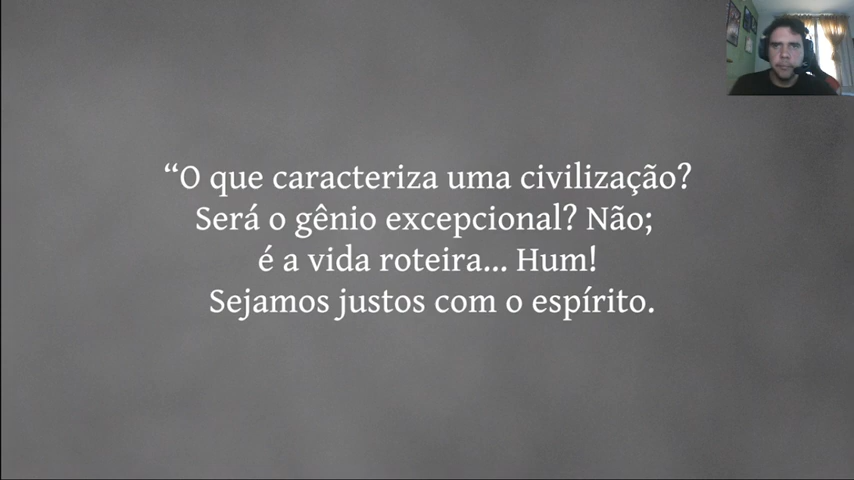 “O que caracteriza uma civilização?
Será o gênio excepcional? Não;
é a vida roteira... Hum!
Sejamos justos com o espírito.